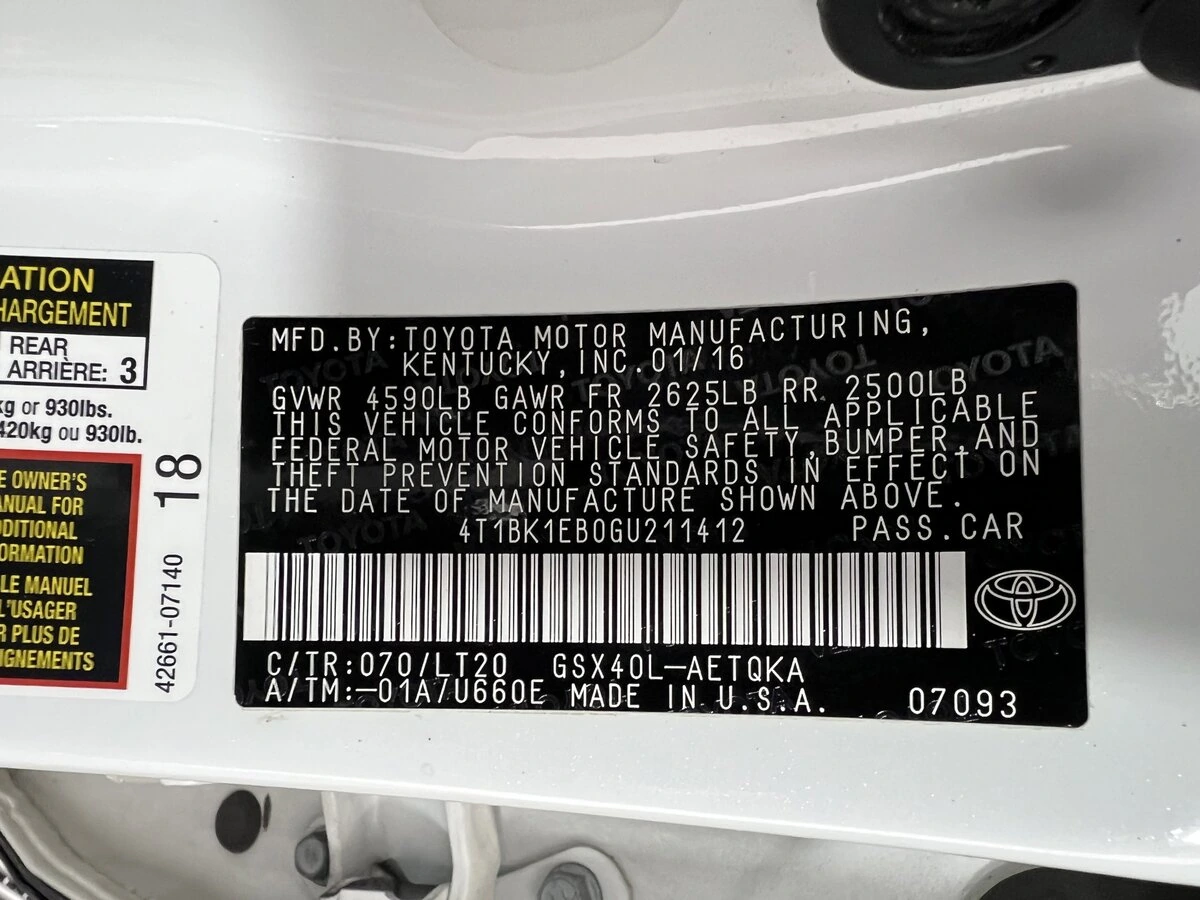 ATION
HARGEMENT
REAR
ARRIÈRE: 3
kg or 930lbs.
420kg ou 930lb.
E OWNER'S
ANUAL FOR
DDITIONAL
FORMATION
LE MANUEL
L'USAGER
R PLUS DE
IGNEMENTS
18
42661-07140
MFD.BY:TOYOTA MOTOR MANUFACTURING,
KENTUCKY,INC.01/16
GVWR 4590LB GAWR FR 2625LB RR 2500LB
THIS VEHICLE CONFORMS TO ALL APPLICABLE
FEDERAL MOTOR VEHICLE SAFETY,BUMPER,AND
THEFT PREVENTION STANDARDS IN EFFECT ON
THE DATE OF MANUFACTURE SHOWN ABOVE.
4T1BK1EB0GU211412 PASS.CAR
C/TR:070/LT20 GSX40L-AETQKA
A/TM:-01A/U660E MADE IN U.S.A. 07093